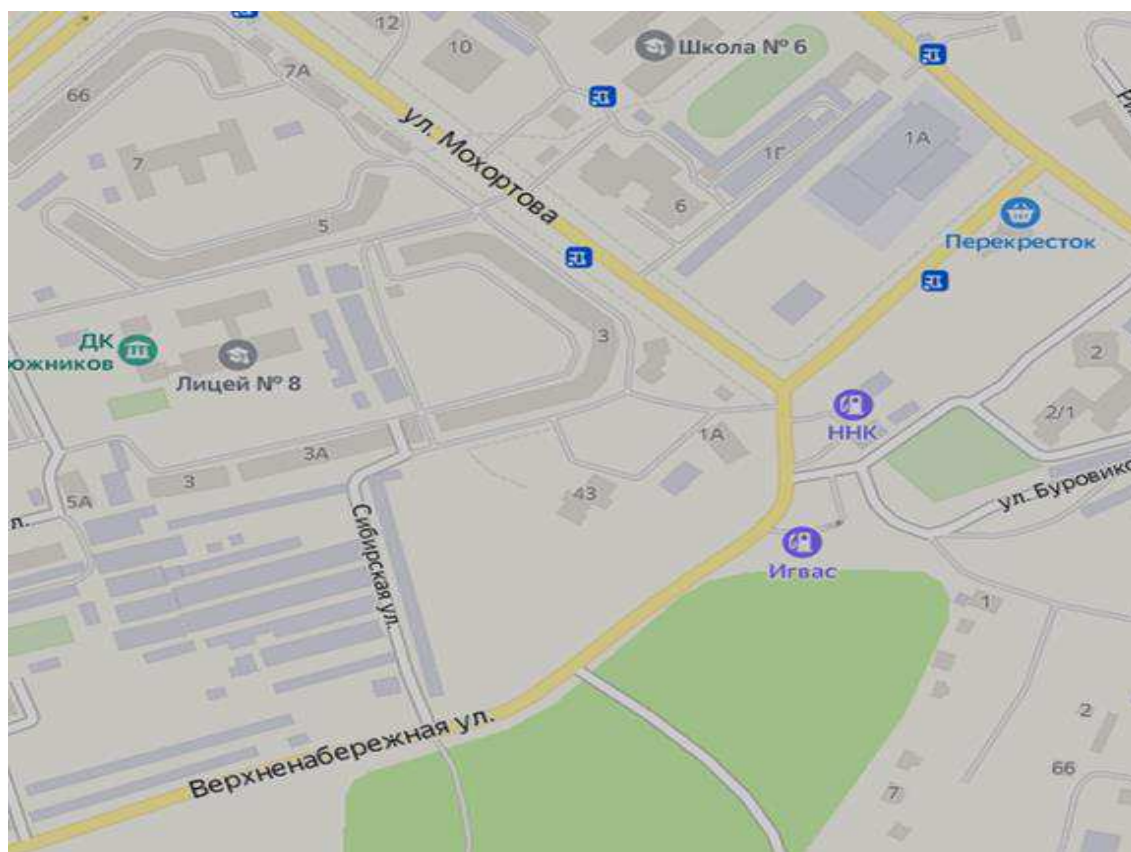 12
10
Школа № 6
7А
66
ул. Мохортова
1Г
1А
7
6
5
Перекресток
ДК
ожников
Лицей № 8
3
2
ННК
2/1
1А
3А
3
5А
43
ул. Буровико
л.
Сибирская ул.
Игвас
1
Верхненабережная ул.
2
66
7